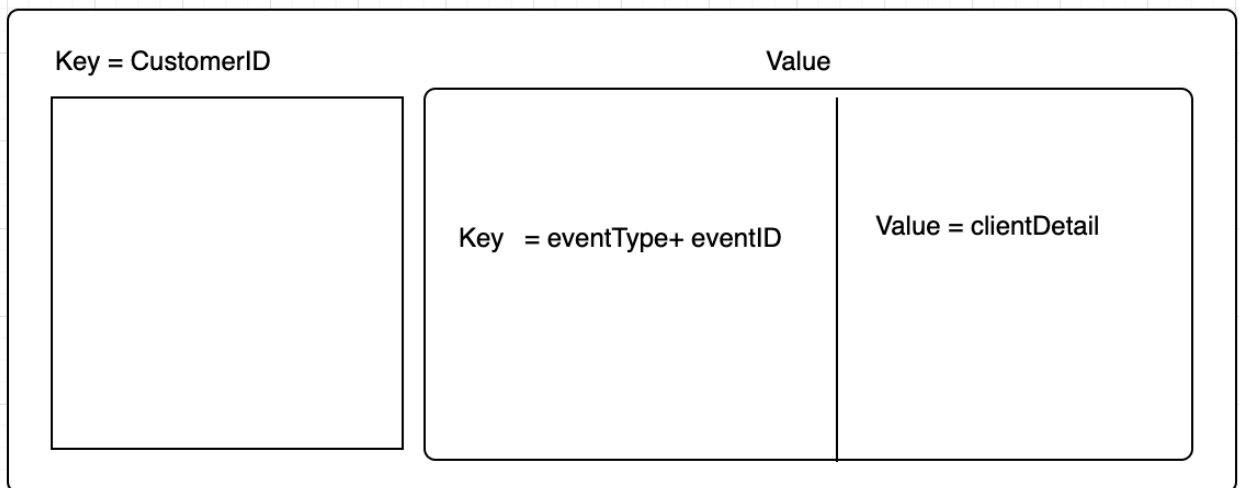 Key = CustomerID
Value
Key = eventType+ eventID
Value = clientDetail